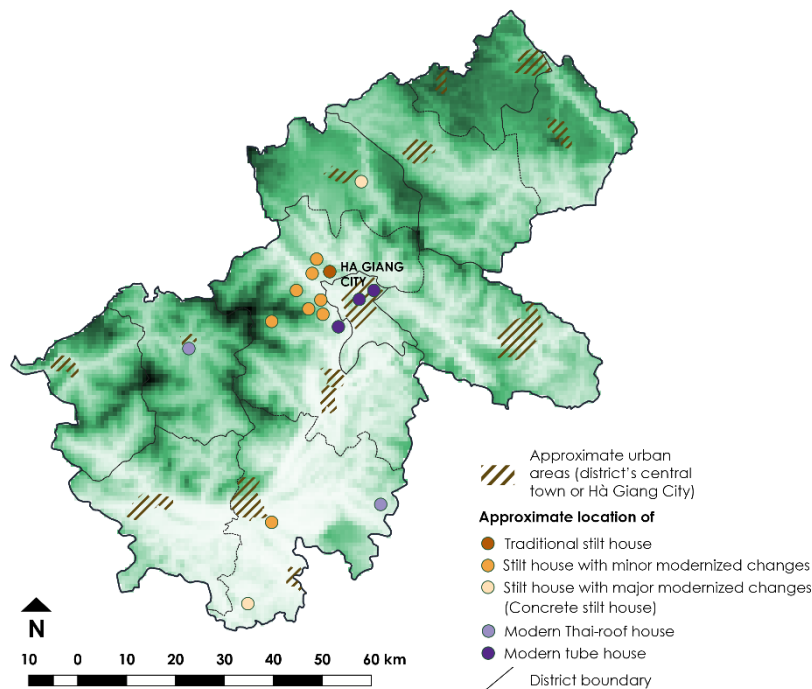 HA GIANG
CITY
Approximate urban
areas (district's central
town or Hà Giang City)
Approximate location of
Traditional stilt house
Stilt house with minor modernized changes
Stilt house with major modernized changes
(Concrete stilt house)
Modern Thai-roof house
Modern tube house
District boundary
N
10 0 10 20 30 40 50 60 km